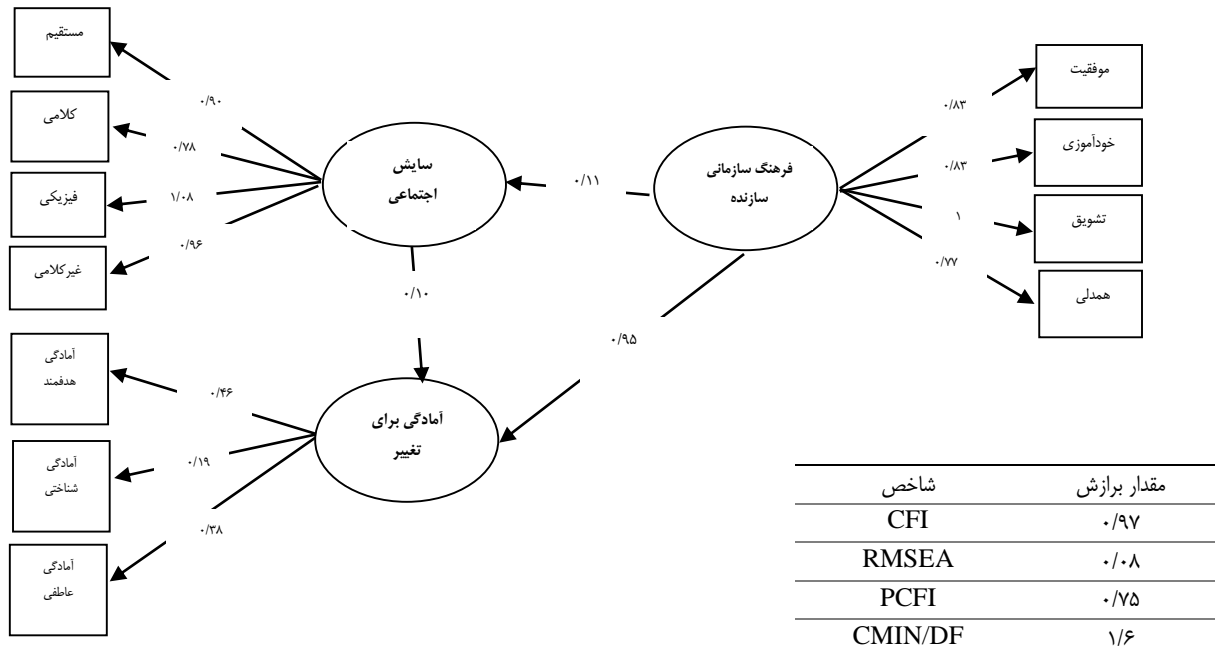 مستقیم
کلامی
فیزیکی
غیرکلامی
۰/۹۰
۰/۷۸
۱/۰۸
۰/۹۶
سایش
اجتماعی
۰/۱۱
فرهنگ سازمانی
سازنده
۰/۸۳
۰/۸۳
۱
۰/۷۷
موفقیت
خودآموزی
تشویق
همدلی
۰/۱۰
۰/۹۵
آمادگی
هدفمند
آمادگی
شناختی
آمادگی
عاطفی
۰/۴۶
۰/۱۹
۰/۳۸
آمادگی برای
تغییر
مقدار برازش شاخص
۰/۹۷ CFI
۰/۰۸ RMSEA
۰/۷۵ PCFI
۱/۶ CMIN/DF